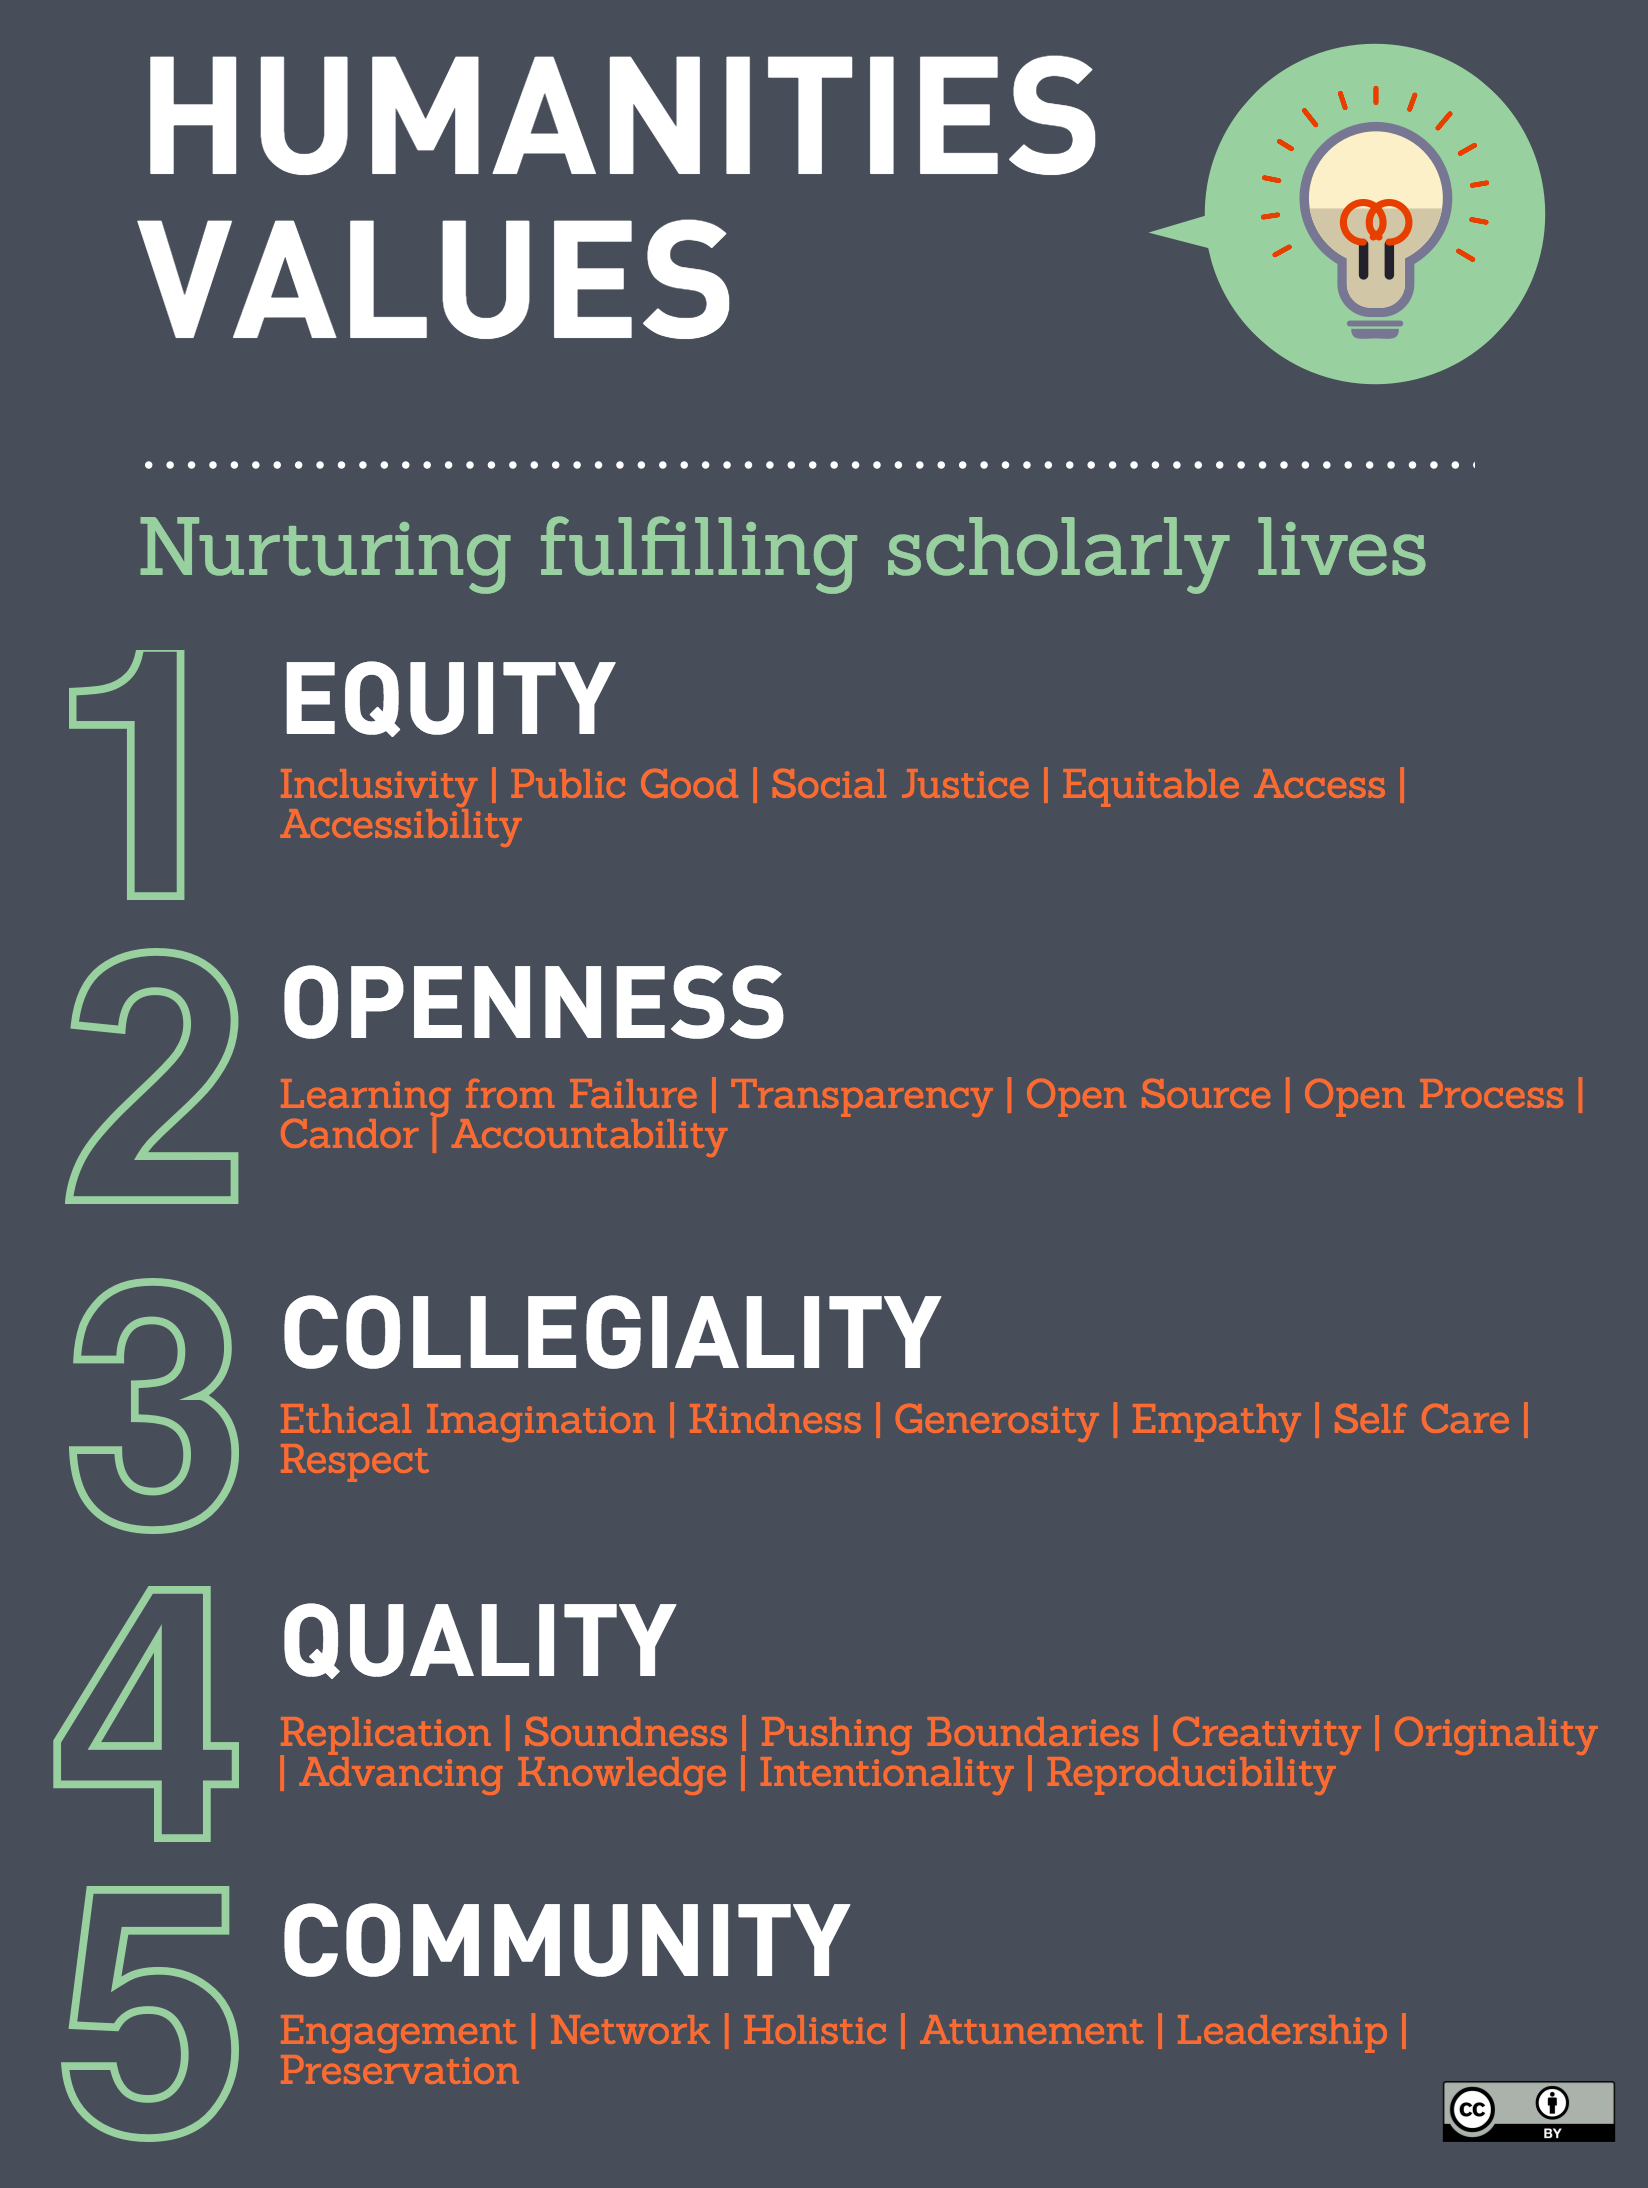 HUMANITIES
VALUES
Nurturing fulfilling scholarly lives
1
EQUITY
Inclusivity | Public Good | Social Justice | Equitable Access |
Accessibility
2
OPENNESS
Learning from Failure | Transparency | Open Source | Open Process |
Candor | Accountability
3
COLLEGIALITY
Ethical Imagination | Kindness | Generosity | Empathy | Self Care |
Respect
4
QUALITY
Replication | Soundness | Pushing Boundaries | Creativity | Originality
| Advancing Knowledge | Intentionality | Reproducibility
5
COMMUNITY
Engagement | Network | Holistic | Attunement | Leadership |
Preservation
cc
BY